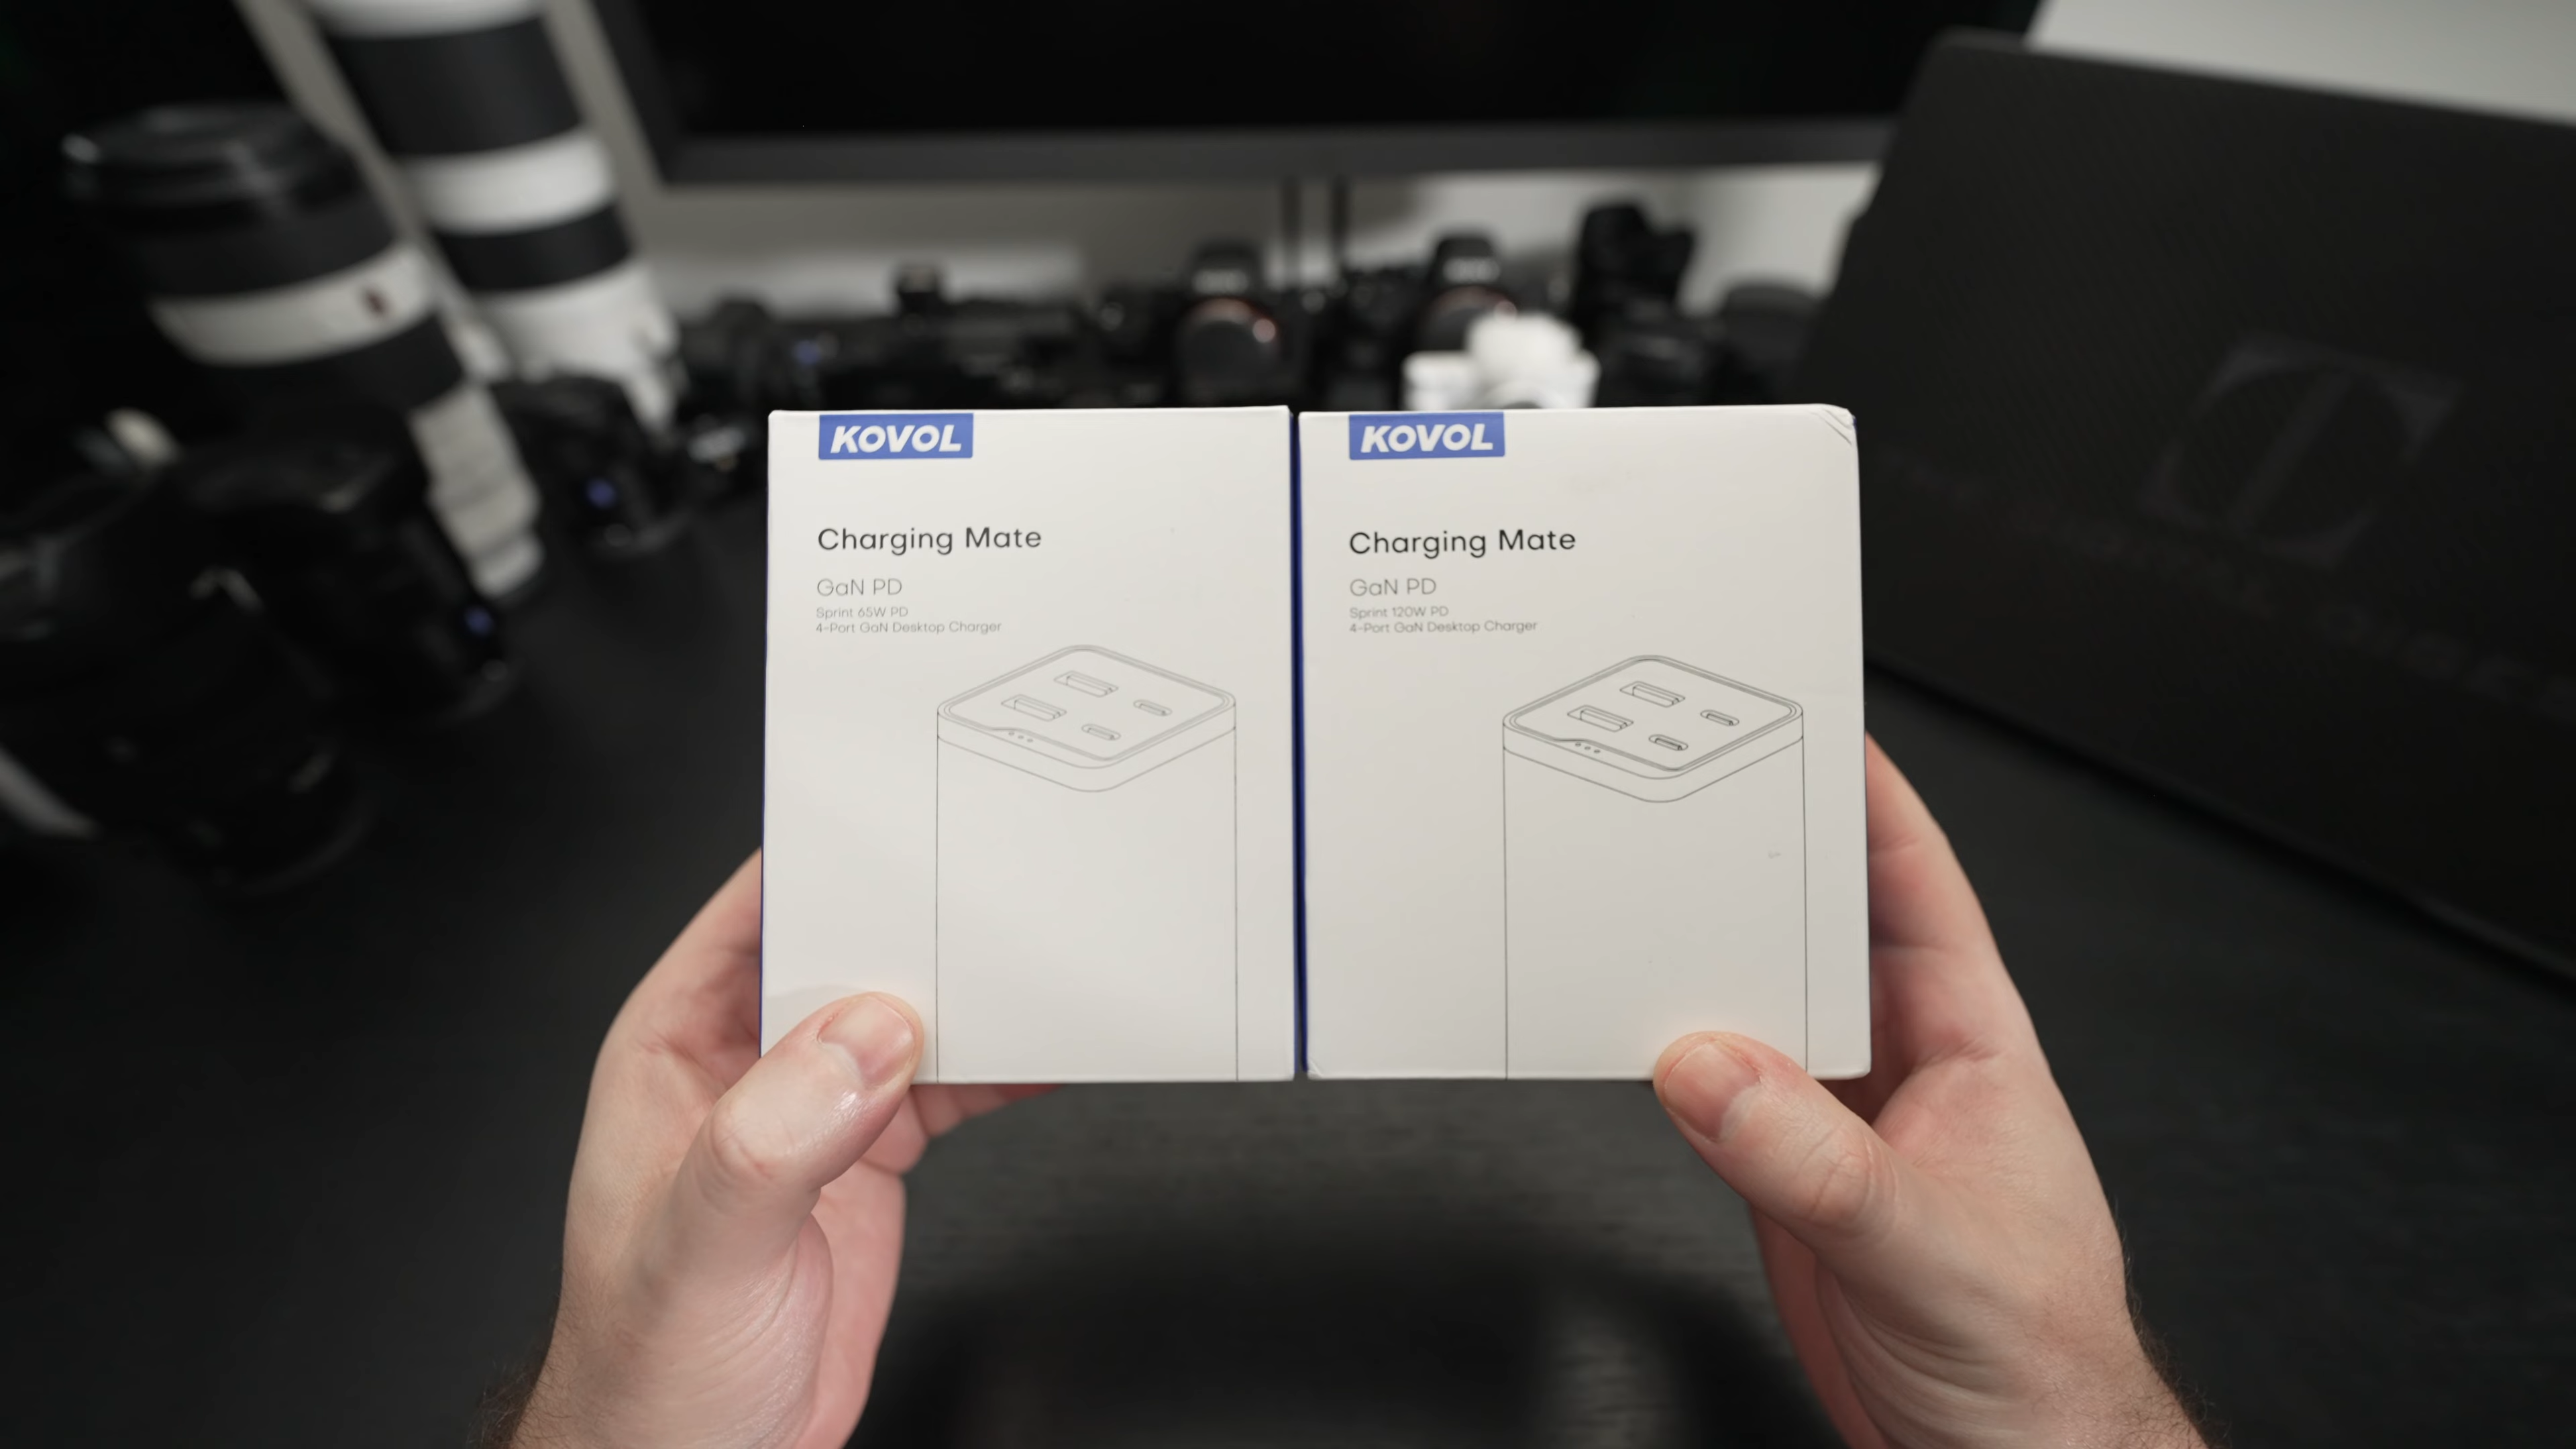 KOVOL
Charging Mate
GaN PD
Sprint 65W PD
4-Port GaN Desktop Charger
KOVOL
Charging Mate
GaN PD
Sprint 120W PD
4-Port GaN Desktop Charger